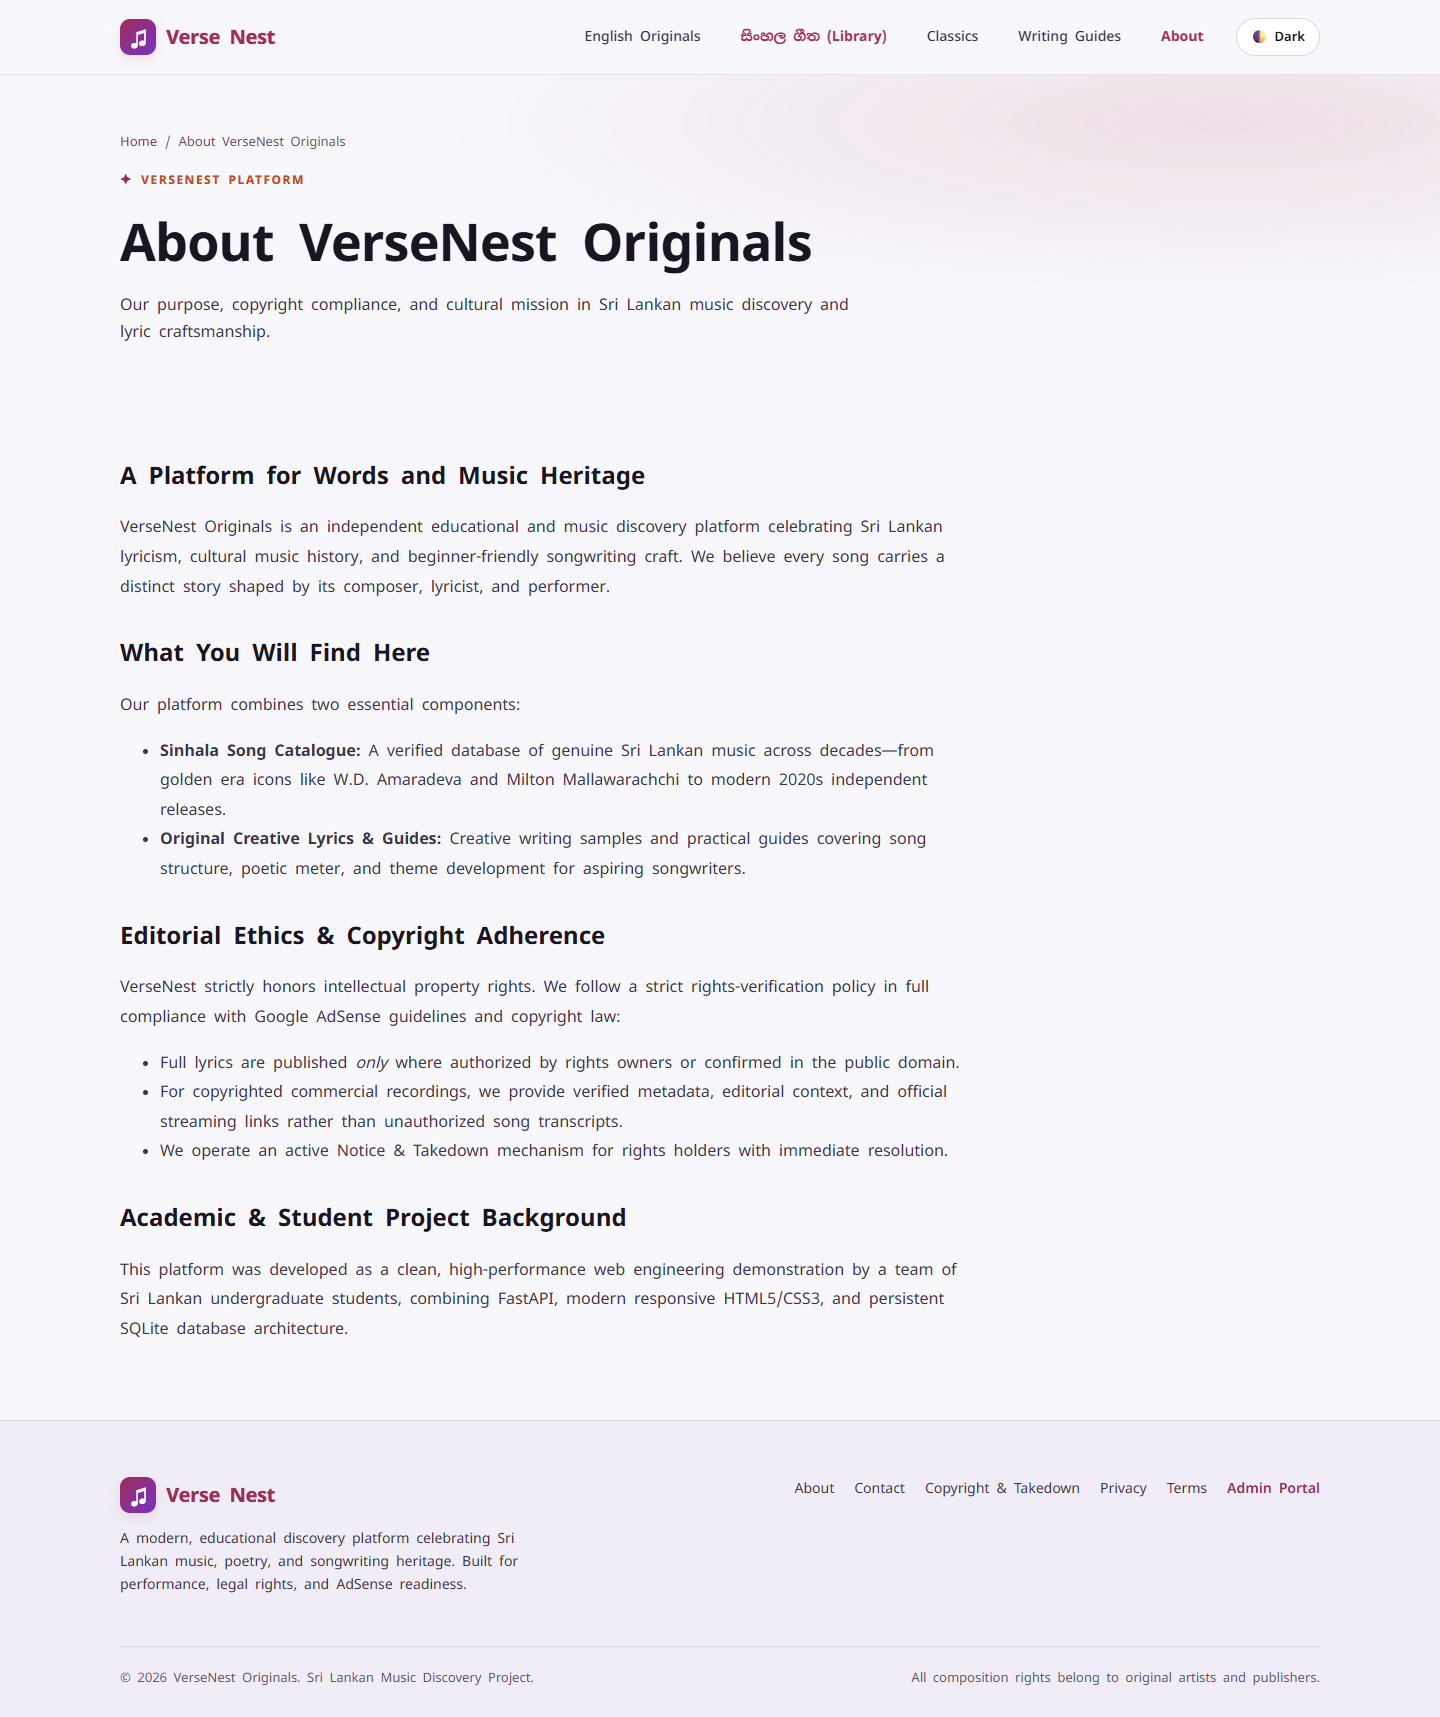 Verse Nest
English Originals
සිංහල ගීත (Library)
Classics
Writing Guides
About
Dark
Home / About VerseNest Originals
✦ VERSENEST PLATFORM
About VerseNest Originals
Our purpose, copyright compliance, and cultural mission in Sri Lankan music discovery and
lyric craftsmanship.
A Platform for Words and Music Heritage
VerseNest Originals is an independent educational and music discovery platform celebrating Sri Lankan
lyricism, cultural music history, and beginner-friendly songwriting craft. We believe every song carries a
distinct story shaped by its composer, lyricist, and performer.
What You Will Find Here
Our platform combines two essential components:
• Sinhala Song Catalogue: A verified database of genuine Sri Lankan music across decades—from
golden era icons like W.D. Amaradeva and Milton Mallawarachchi to modern 2020s independent
releases.
• Original Creative Lyrics & Guides: Creative writing samples and practical guides covering song
structure, poetic meter, and theme development for aspiring songwriters.
Editorial Ethics & Copyright Adherence
VerseNest strictly honors intellectual property rights. We follow a strict rights-verification policy in full
compliance with Google AdSense guidelines and copyright law:
• Full lyrics are published only where authorized by rights owners or confirmed in the public domain.
• For copyrighted commercial recordings, we provide verified metadata, editorial context, and official
streaming links rather than unauthorized song transcripts.
• We operate an active Notice & Takedown mechanism for rights holders with immediate resolution.
Academic & Student Project Background
This platform was developed as a clean, high-performance web engineering demonstration by a team of
Sri Lankan undergraduate students, combining FastAPI, modern responsive HTML5/CSS3, and persistent
SQLite database architecture.
Verse Nest
A modern, educational discovery platform celebrating Sri
Lankan music, poetry, and songwriting heritage. Built for
performance, legal rights, and AdSense readiness.
About
Contact
Copyright & Takedown
Privacy
Terms
Admin Portal
© 2026 VerseNest Originals. Sri Lankan Music Discovery Project.
All composition rights belong to original artists and publishers.